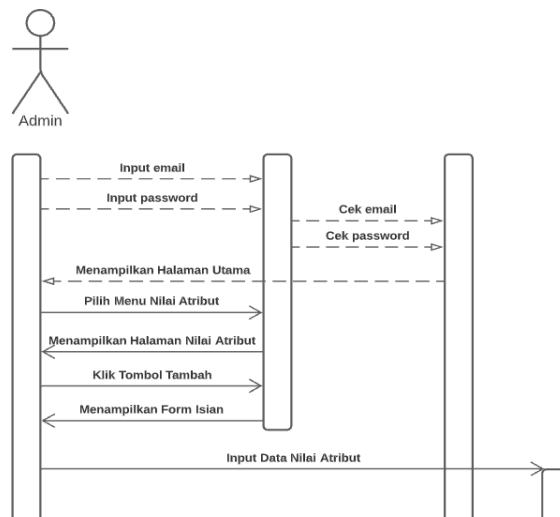 Admin
Input email
Input password
Cek email
Cek password
Menampilkan Halaman Utama
Pilih Menu Nilai Atribut
Menampilkan Halaman Nilai Atribut
Klik Tombol Tambah
Menampilkan Form Isian
Input Data Nilai Atribut